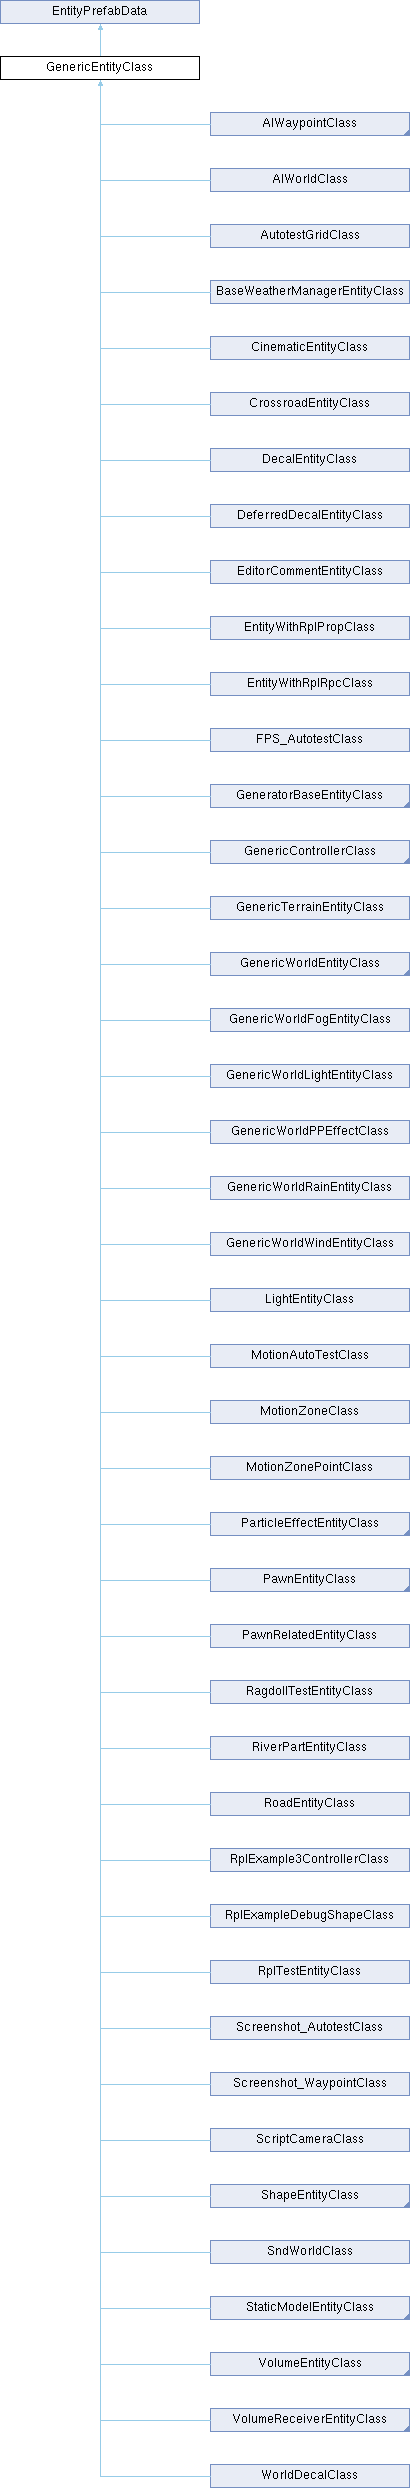 EntityPrefabData
GenericEntityClass
AIWaypointClass
AIWorldClass
AutotestGridClass
BaseWeatherManagerEntityClass
CinematicEntityClass
CrossroadEntityClass
DecalEntityClass
DeferredDecalEntityClass
EditorCommentEntityClass
EntityWithRplPropClass
EntityWithRplRpcClass
FPS_AutotestClass
GeneratorBaseEntityClass
GenericControllerClass
GenericTerrainEntityClass
GenericWorldEntityClass
GenericWorldFogEntityClass
GenericWorldLightEntityClass
GenericWorldPPEffectClass
GenericWorldRainEntityClass
GenericWorldWindEntityClass
LightEntityClass
MotionAutoTestClass
MotionZoneClass
MotionZonePointClass
ParticleEffectEntityClass
PawnEntityClass
PawnRelatedEntityClass
RagdollTestEntityClass
RiverPartEntityClass
RoadEntityClass
RplExample3ControllerClass
RplExampleDebugShapeClass
RplTestEntityClass
Screenshot_AutotestClass
Screenshot_WaypointClass
ScriptCameraClass
ShapeEntityClass
SndWorldClass
StaticModelEntityClass
VolumeEntityClass
VolumeReceiverEntityClass
WorldDecalClass